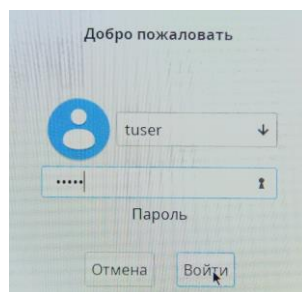 Добро пожаловать
tuser
•••••
Пароль
Отмена
Войти